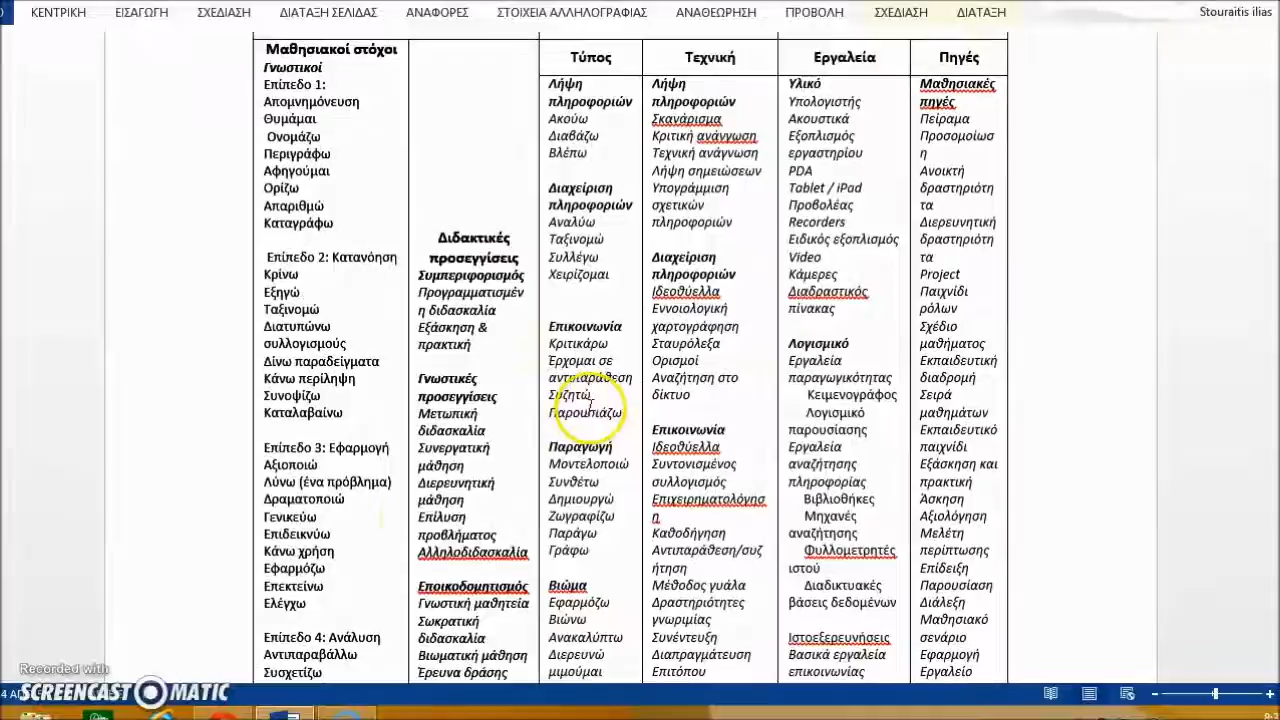 ΚΕΝΤΡΙΚΗ ΕΙΣΑΓΩΓΗ ΣΧΕΔΙΑΣΗ ΔΙΑΤΑΞΗ ΣΕΛΙΔΑΣ ΑΝΑΦΟΡΕΣ ΣΤΟΙΧΕΙΑ ΑΛΛΗΛΟΓΡΑΦΙΑΣ ΑΝΑΘΕΩΡΗΣΗ ΠΡΟΒΟΛΗ ΣΧΕΔΙΑΣΗ ΔΙΑΤΑΞΗ Stouraitis ilias
Μαθησιακοί στόχοι
Γνωστικοί
Επίπεδο 1:
Απομνημόνευση
Θυμάμαι
Ονομάζω
Περιγράφω
Αφηγούμαι
Ορίζω
Απαριθμώ
Καταγράφω
Επίπεδο 2: Κατανόηση
Κρίνω
Εξηγώ
Ταξινομώ
Διατυπώνω
συλλογισμούς
Δίνω παραδείγματα
Κάνω περίληψη
Συνοψίζω
Καταλαβαίνω
Επίπεδο 3: Εφαρμογή
Αξιοποιώ
Λύνω (ένα πρόβλημα)
Δραματοποιώ
Γενικεύω
Επιδεικνύω
Κάνω χρήση
Εφαρμόζω
Επεκτείνω
Ελέγχω
Επίπεδο 4: Ανάλυση
Αντιπαραβάλλω
Συσχετίζω
Διδακτικές
προσεγγίσεις
Συμπεριφορισμός
Προγραμματισμέν
η διδασκαλία
Εξάσκηση &
πρακτική
Γνωστικές
προσεγγίσεις
Μετωπική
διδασκαλία
Συνεργατική
μάθηση
Διερευνητική
μάθηση
Επίλυση
προβλήματος
Αλληλοδιδασκαλία
Εποικοδομητισμός
Γνωστική μαθητεία
Σωκρατική
διδασκαλία
Βιωματική μάθηση
Έρευνα δράσης
Τύπος
Λήψη
πληροφοριών
Ακούω
Διαβάζω
Βλέπω
Διαχείριση
πληροφοριών
Αναλύω
Ταξινομώ
Συλλέγω
Χειρίζομαι
Επικοινωνία
Κριτικάρω
Έρχομαι σε
αντιπαράθεση
Συζητώ
Παρουσιάζω
Παραγωγή
Μοντελοποιώ
Συνθέτω
Δημιουργώ
Ζωγραφίζω
Παράγω
Γράφω
Βιώμα
Εφαρμόζω
Βιώνω
Ανακαλύπτω
Διερευνώ
μιμούμαι
Τεχνική
Λήψη
πληροφοριών
Σκανάρισμα
Κριτική ανάνγωση
Τεχνική ανάγνωση
Λήψη σημειώσεων
Υπογράμμιση
σχετικών
πληροφοριών
Διαχείριση
πληροφοριών
Ιδεοθύελλα
Εννοιολογική
χαρτογράφηση
Σταυρόλεξα
Ορισμοί
Αναζήτηση στο
δίκτυο
Επικοινωνία
Ιδεοθύελλα
Συντονισμένος
συλλογισμός
Επιχειρηματολόγησ
η
Καθοδήγηση
Αντιπαράθεση/συζ
ήτηση
Μέθοδος γυάλα
Δραστηριότητες
γνωριμίας
Συνέντευξη
Διαπραγμάτευση
Επιτόπου
Εργαλεία
Υλικό
Υπολογιστής
Ακουστικά
Εξοπλισμός
εργαστηρίου
PDA
Tablet / iPad
Προβολέας
Recorders
Ειδικός εξοπλισμός
Video
Κάμερες
Διαδραστικός
πίνακας
Λογισμικό
Εργαλεία
παραγωγικότητας
Κειμενογράφος
Λογισμικό
παρουσίασης
Εργαλεία
αναζήτησης
πληροφορίας
Βιβλιοθήκες
Μηχανές
αναζήτησης
Φυλλομετρητές
ιστού
Διαδικτυακές
βάσεις δεδομένων
Ιστοεξερευνήσεις
Βασικά εργαλεία
επικοινωνίας
Πηγές
Μαθησιακές
πηγές
Πείραμα
Προσομοίωσ
η
Ανοικτή
δραστηριότη
τα
Διερευνητική
δραστηριότη
τα
Project
Παιχνίδι
ρόλων
Σχέδιο
μαθήματος
Εκπαιδευτική
διαδρομή
Σειρά
μαθημάτων
Εκπαιδευτικό
παιχνίδι
Εξάσκηση και
πρακτική
Άσκηση
Αξιολόγηση
Μελέτη
περίπτωσης
Επίδειξη
Παρουσίαση
Διάλεξη
Μαθησιακό
σενάριο
Εφαρμογή
Εργαλείο
Recorded with
SCREENCAST MATIC